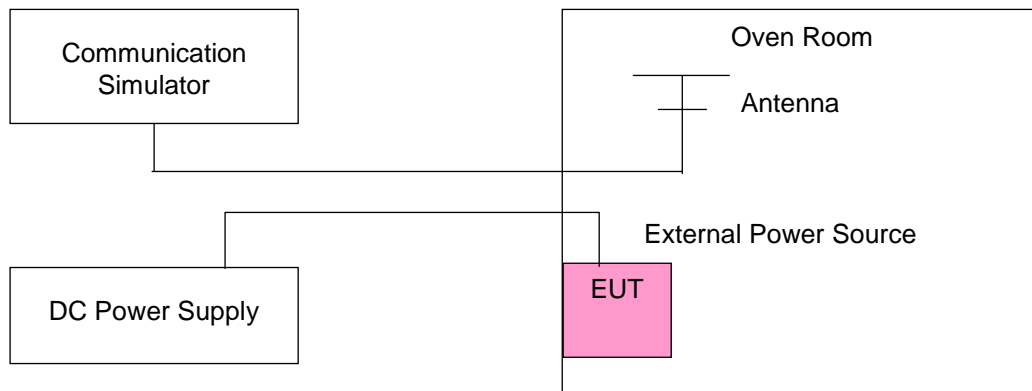 Communication
Simulator
Oven Room
Antenna
External Power Source
DC Power Supply
EUT